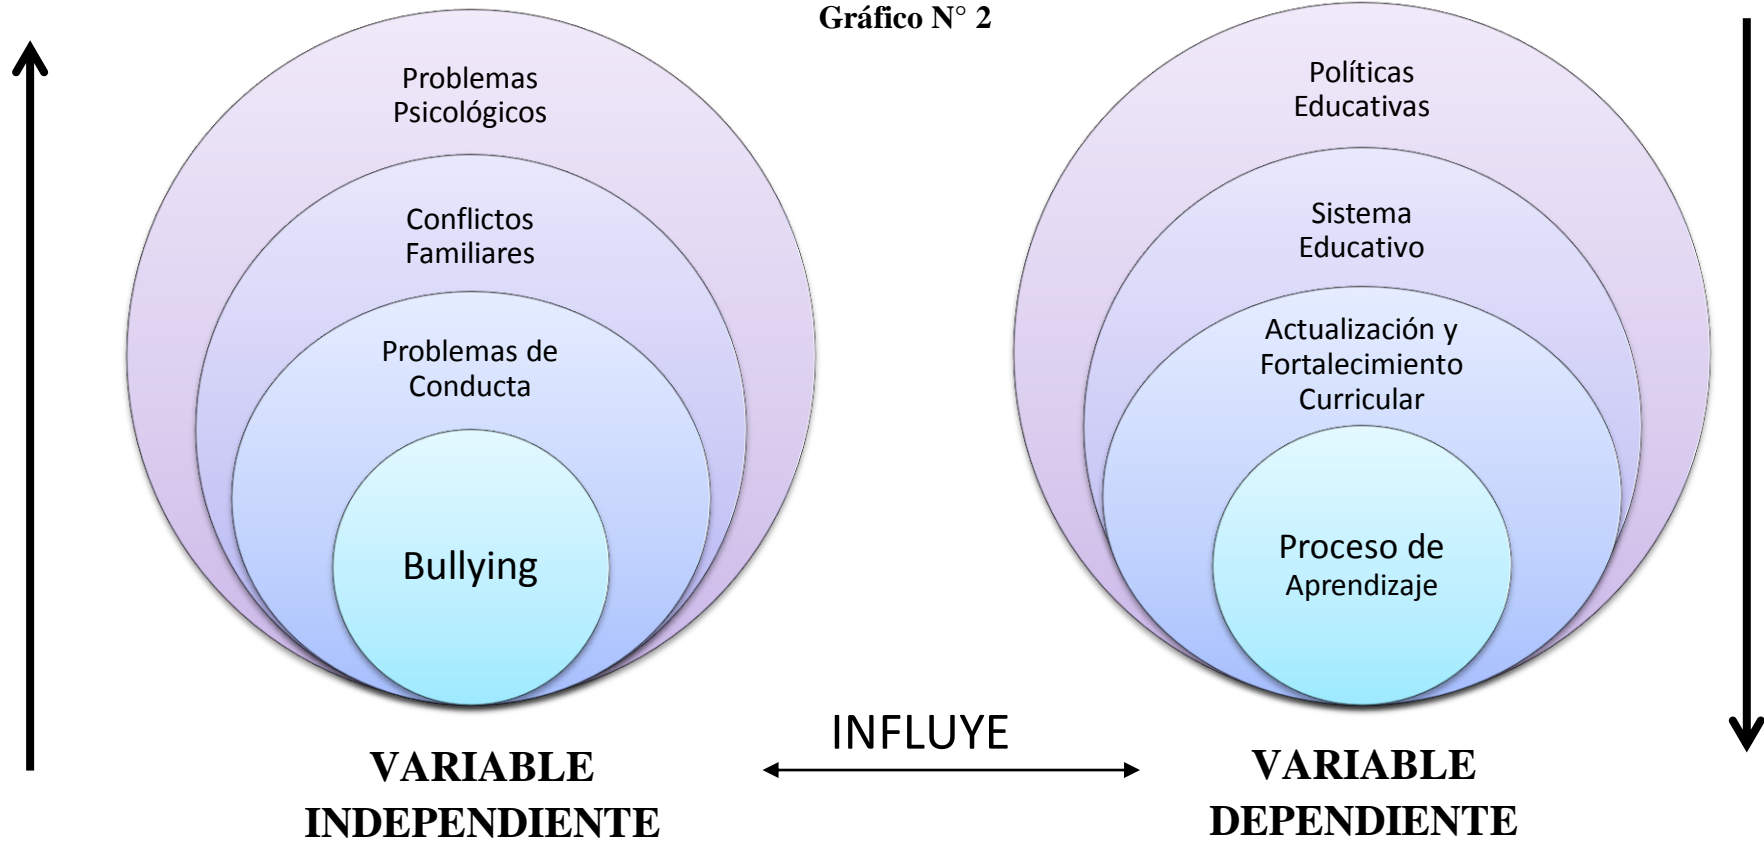 Gráfico N° 2
Problemas
Psicológicos
Conflictos
Familiares
Problemas de
Conducta
Bullying
VARIABLE
INDEPENDIENTE
INFLUYE
Políticas
Educativas
Sistema
Educativo
Actualización y
Fortalecimiento
Curricular
Proceso de
Aprendizaje
VARIABLE
DEPENDIENTE